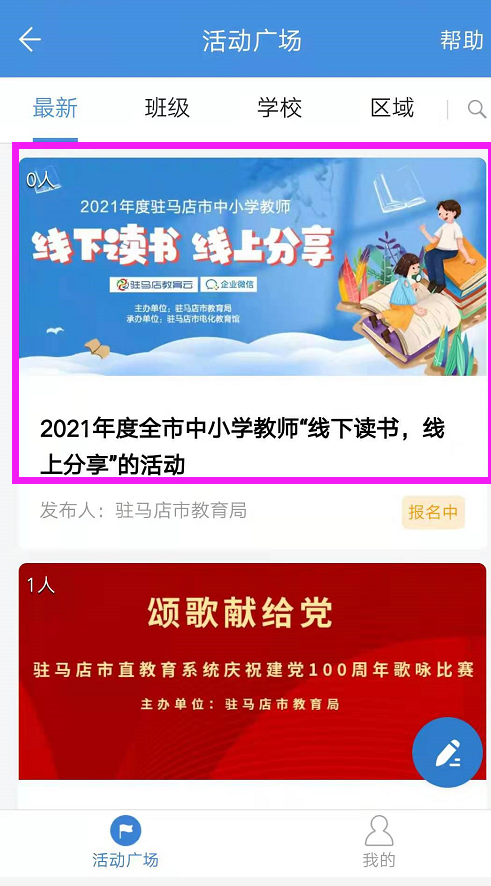 活动广场
帮助
最新
班级
学校
区域
0人
2021年度驻马店市中小学教师
线下读书 线上分享
驻马店教育云
企业微信
主办单位：驻马店市教育局
承办单位：驻马店市电化教育馆
2021年度全市中小学教师“线下读书，线
上分享”的活动
发布人：驻马店市教育局
报名中
1人
颂歌献给党
驻马店市直教育系统庆祝建党100周年歌咏比赛
主办单位：驻马店市教育局
活动广场
我的